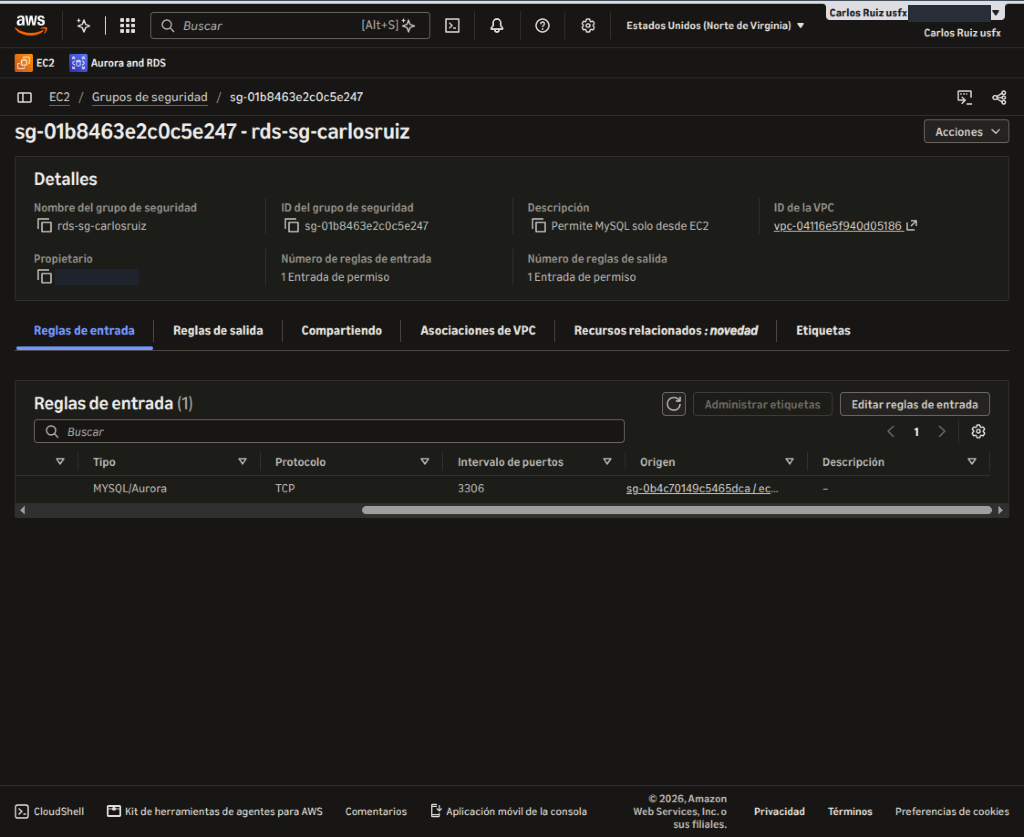 aws
Buscar [Alt+S]
Estados Unidos (Norte de Virginia)
Carlos Ruiz usfx
Carlos Ruiz usfx
EC2 Aurora and RDS
EC2 / Grupos de seguridad / sg-01b8463e2c0c5e247
sg-01b8463e2c0c5e247 - rds-sg-carlosruiz
Acciones
Detalles
Nombre del grupo de seguridad
rds-sg-carlosruiz
ID del grupo de seguridad
sg-01b8463e2c0c5e247
Descripción
Permite MySQL solo desde EC2
ID de la VPC
vpc-04116e5f940d05186
Propietario
Número de reglas de entrada
1 Entrada de permiso
Número de reglas de salida
1 Entrada de permiso
Reglas de entrada Reglas de salida Compartiendo Asociaciones de VPC Recursos relacionados : novedad Etiquetas
Reglas de entrada (1)
Administrar etiquetas Editar reglas de entrada
Buscar
1
Tipo Protocolo Intervalo de puertos Origen Descripción
MYSQL/Aurora TCP 3306 sg-0b4c70149c5465dca / ec... –
CloudShell Kit de herramientas de agentes para AWS Comentarios Aplicación móvil de la consola
© 2026, Amazon
Web Services, Inc. o
sus filiales.
Privacidad Términos Preferencias de cookies